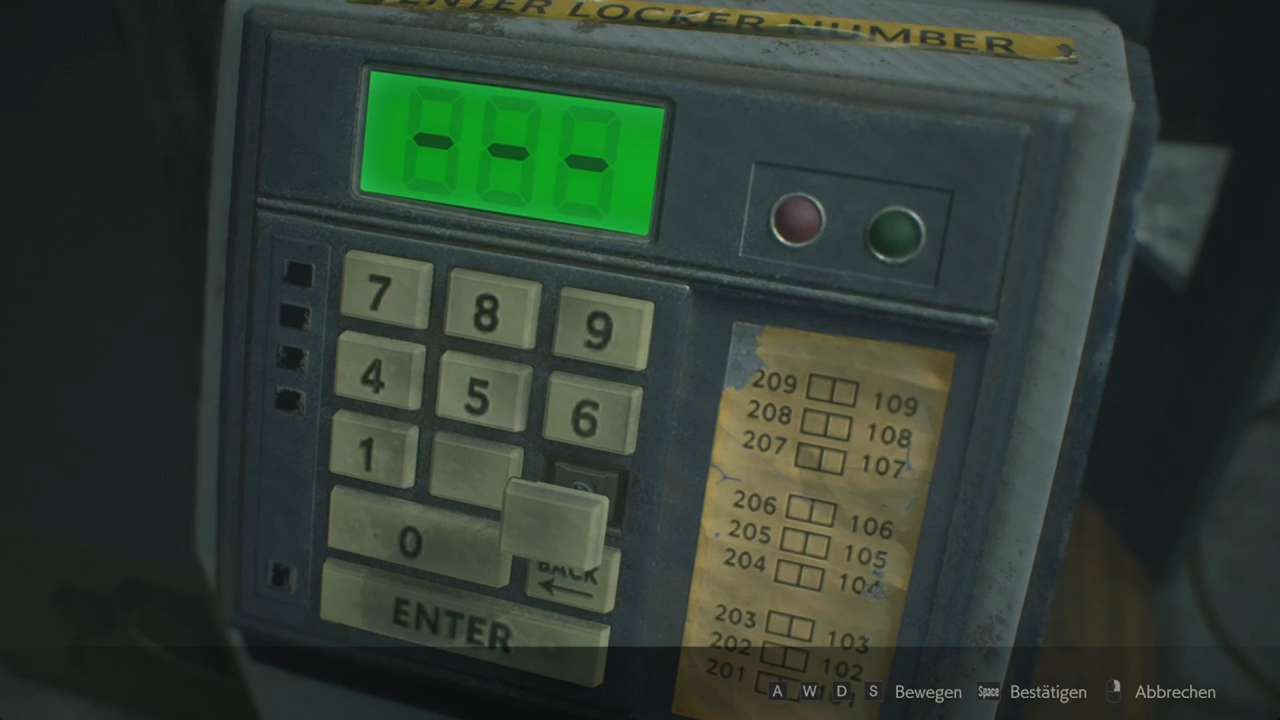 ENTER LOCKER NUMBER
7 8 9
4 5 6
1
0
BACK
ENTER
209 109
208 108
207 107
206 106
205 105
204 104
203 103
202 102
201 101
A W D S Bewegen Space Bestätigen Abbrechen